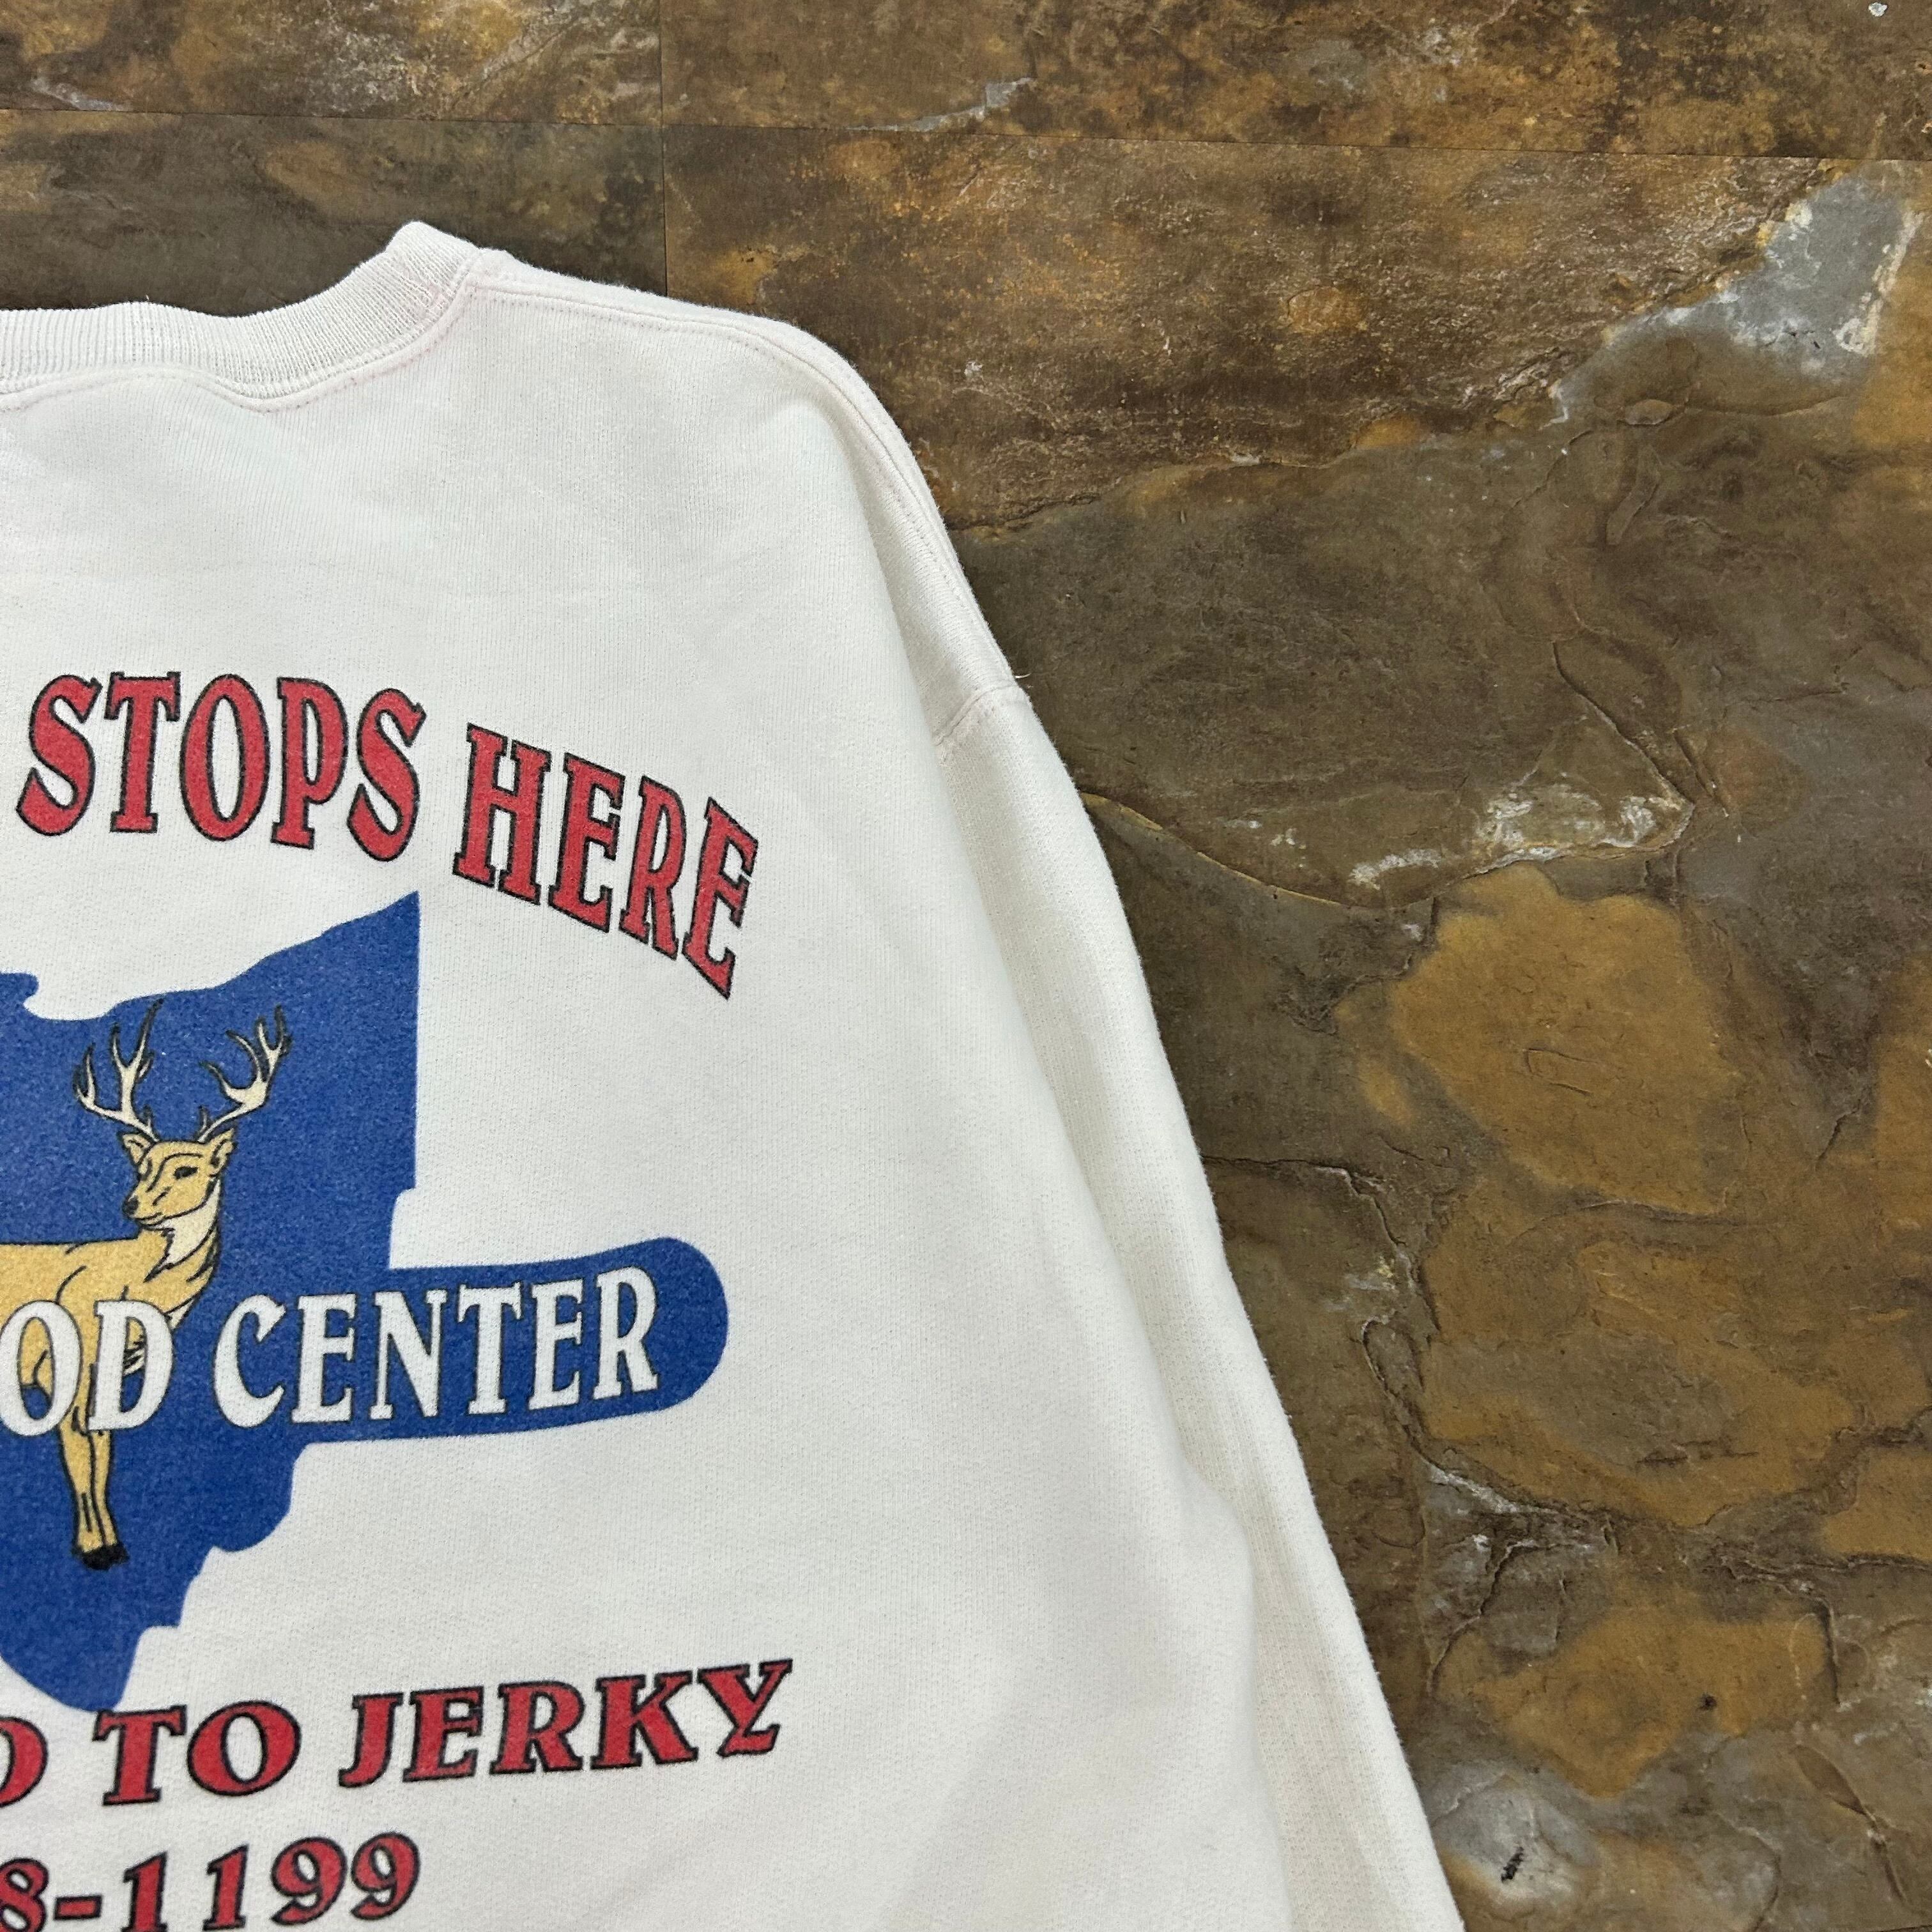 STOPS HERE
OD CENTER
D TO JERKY
8-1199